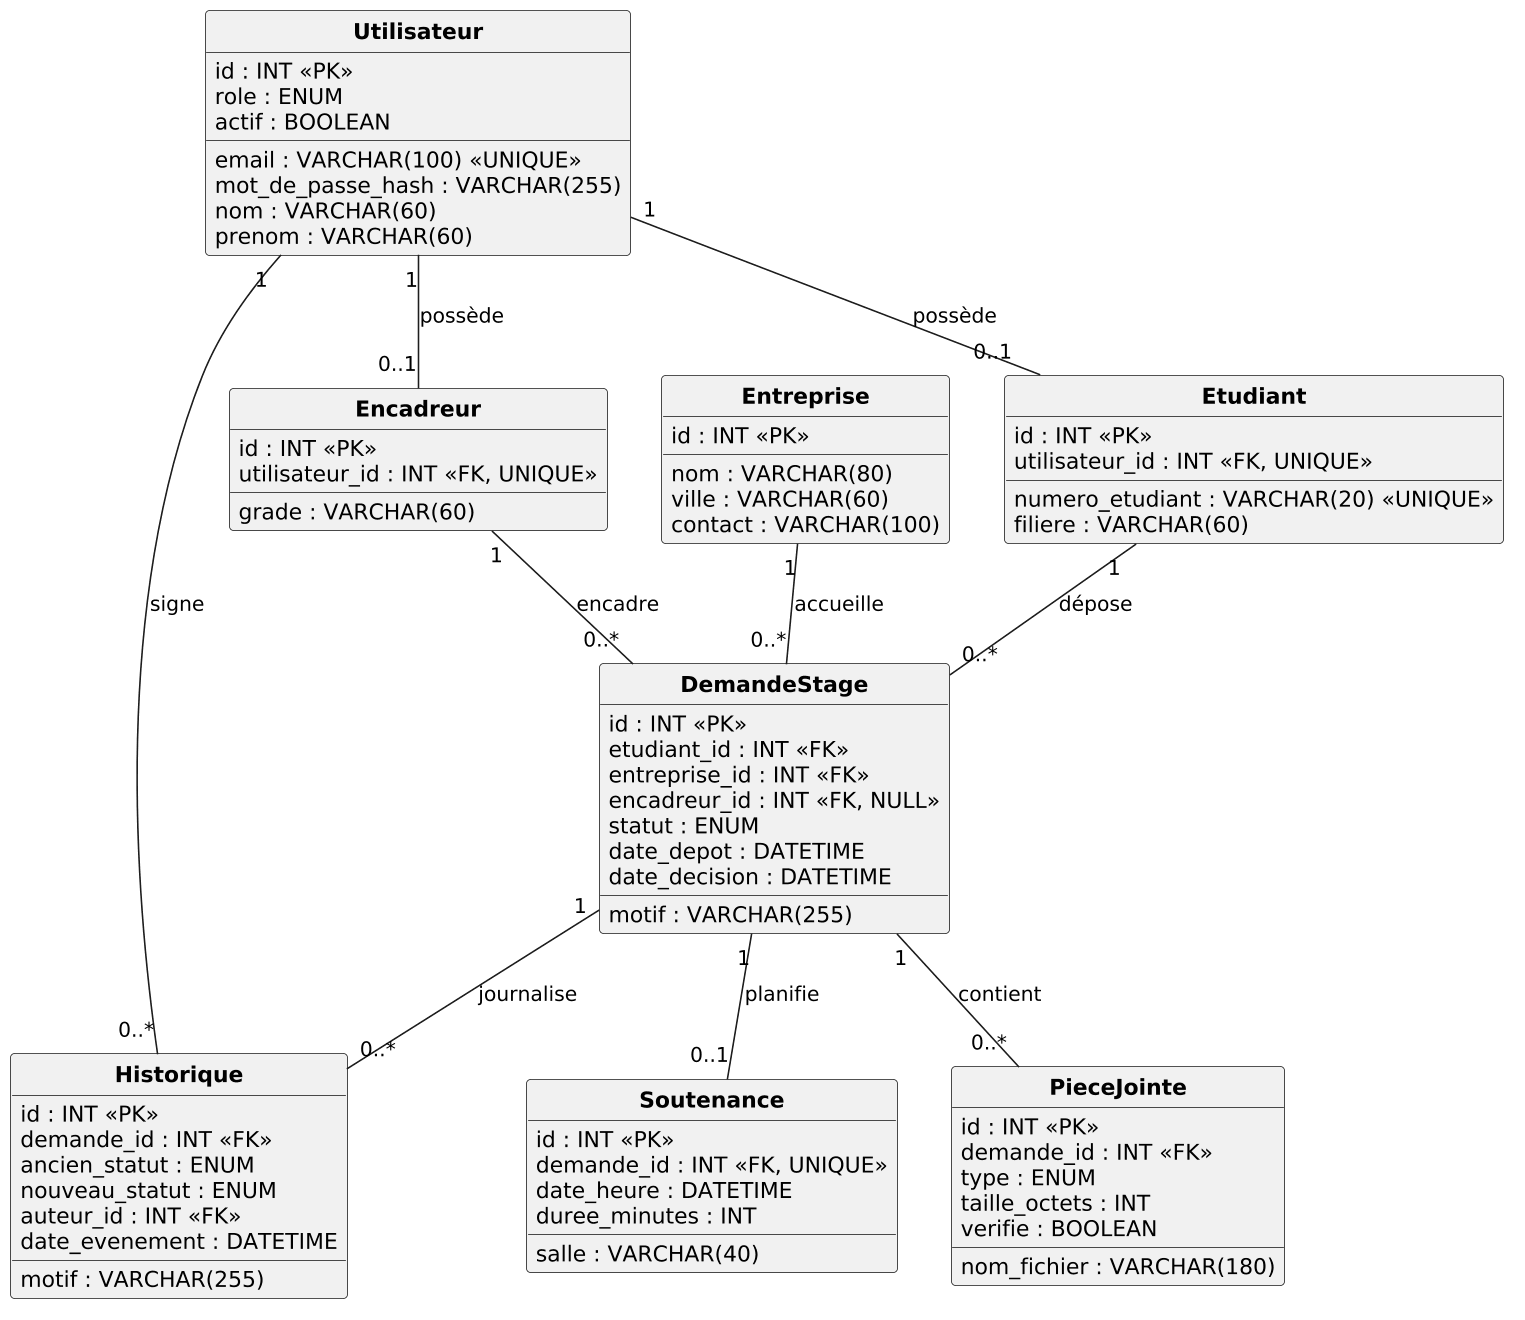 Utilisateur
id : INT «PK»
role : ENUM
actif : BOOLEAN
email : VARCHAR(100) «UNIQUE»
mot_de_passe_hash : VARCHAR(255)
nom : VARCHAR(60)
prenom : VARCHAR(60)
1
1
1
possède
possède
0..1
0..1
Encadreur
id : INT «PK»
utilisateur_id : INT «FK, UNIQUE»
grade : VARCHAR(60)
Entreprise
id : INT «PK»
nom : VARCHAR(80)
ville : VARCHAR(60)
contact : VARCHAR(100)
Etudiant
id : INT «PK»
utilisateur_id : INT «FK, UNIQUE»
numero_etudiant : VARCHAR(20) «UNIQUE»
filiere : VARCHAR(60)
1
1
1
signe
encadre
accueille
dépose
0..*
0..*
0..*
DemandeStage
id : INT «PK»
etudiant_id : INT «FK»
entreprise_id : INT «FK»
encadreur_id : INT «FK, NULL»
statut : ENUM
date_depot : DATETIME
date_decision : DATETIME
motif : VARCHAR(255)
1
1
1
journalise
planifie
contient
0..*
0..*
0..1
0..*
Historique
id : INT «PK»
demande_id : INT «FK»
ancien_statut : ENUM
nouveau_statut : ENUM
auteur_id : INT «FK»
date_evenement : DATETIME
motif : VARCHAR(255)
Soutenance
id : INT «PK»
demande_id : INT «FK, UNIQUE»
date_heure : DATETIME
duree_minutes : INT
salle : VARCHAR(40)
PieceJointe
id : INT «PK»
demande_id : INT «FK»
type : ENUM
taille_octets : INT
verifie : BOOLEAN
nom_fichier : VARCHAR(180)